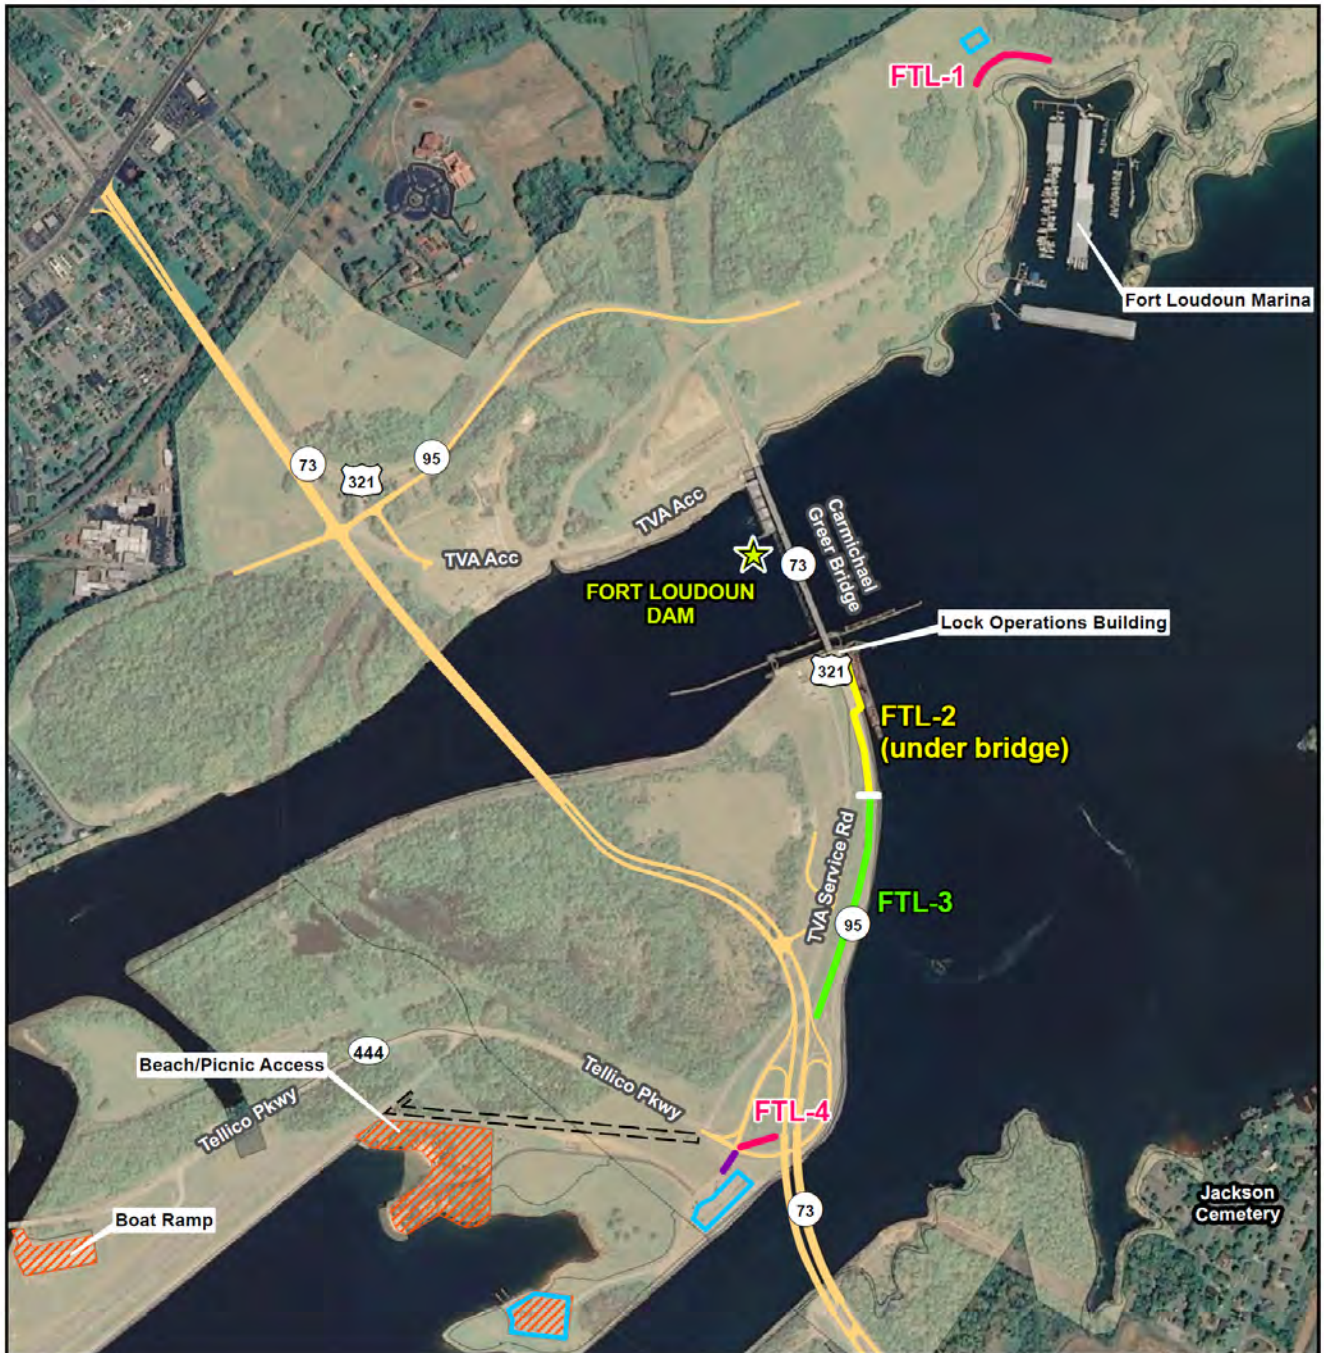 FTL-1
Fort Loudoun Marina
73
321
95
TVA Acc
TVA Acc
Carmichael
Greer Bridge
73
FORT LOUDOUN
DAM
Lock Operations Building
321
FTL-2
(under bridge)
TVA Service Rd
FTL-3
95
444
Beach/Picnic Access
Tellico Pkwy
Tellico Pkwy
FTL-4
Jackson
Cemetery
73
Boat Ramp